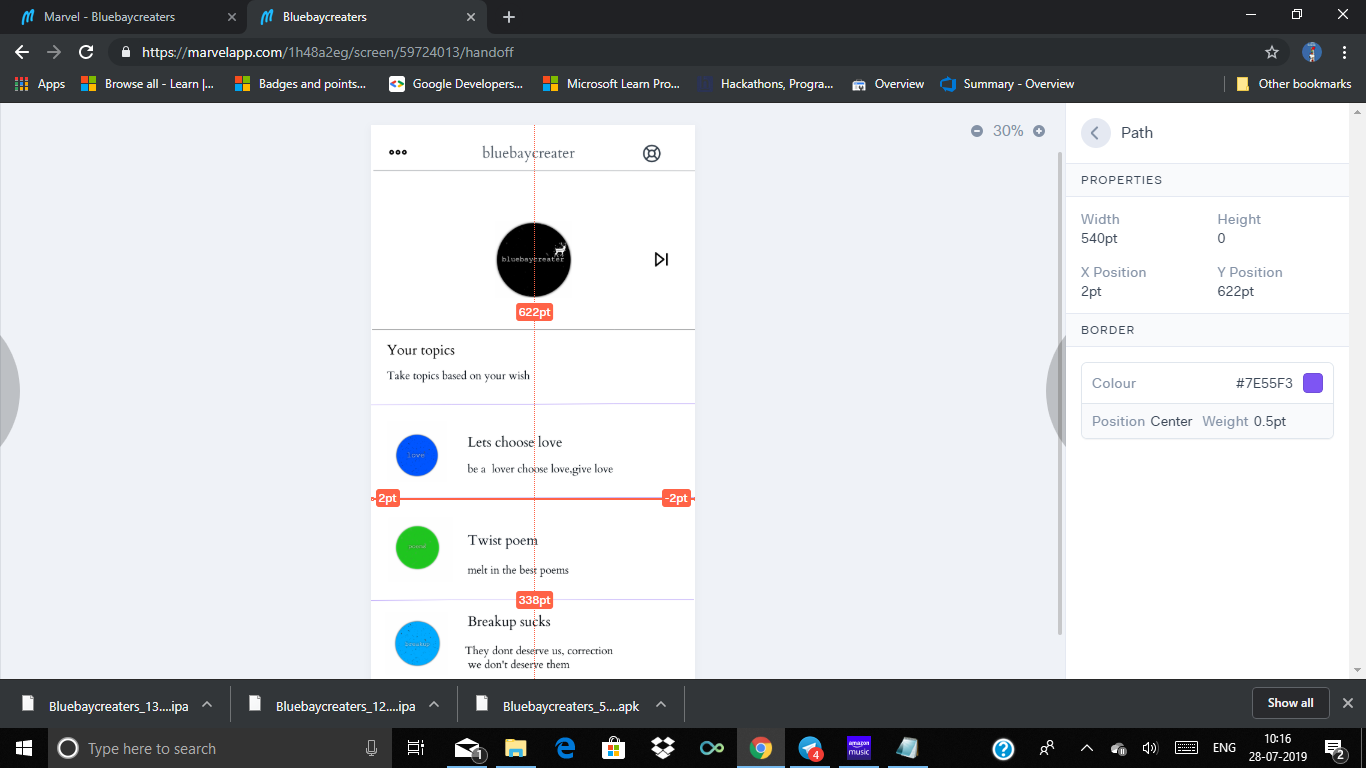 Marvel - Bluebaycreaters
Bluebaycreaters
https://marvelapp.com/1h48a2eg/screen/59724013/handoff
Apps
Browse all - Learn |...
Badges and points...
Google Developers...
Microsoft Learn Pro...
Hackathons, Progra...
Overview
Summary - Overview
Other bookmarks
30%
bluebaycreater
bluebaycreater
622pt
Your topics
Take topics based on your wish
love
Lets choose love
be a lover choose love,give love
2pt
-2pt
Twist poem
melt in the best poems
338pt
Breakup sucks
They dont deserve us, correction
we don't deserve them
Path
PROPERTIES
Width
Height
540pt
0
X Position
Y Position
2pt
622pt
BORDER
Colour
#7E55F3
Position Center Weight 0.5pt
Bluebaycreaters_13....ipa
Bluebaycreaters_12....ipa
Bluebaycreaters_5....apk
Show all
Type here to search
1
4
amazon
music
ENG
10:16
28-07-2019
2